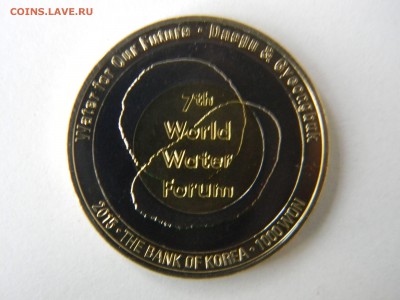 COINS.LAVE.RU
Water for Our Future • Daegu & Gyeongbuk
7th
World
Water
Forum
2015 • THE BANK OF KOREA • 1000 WON